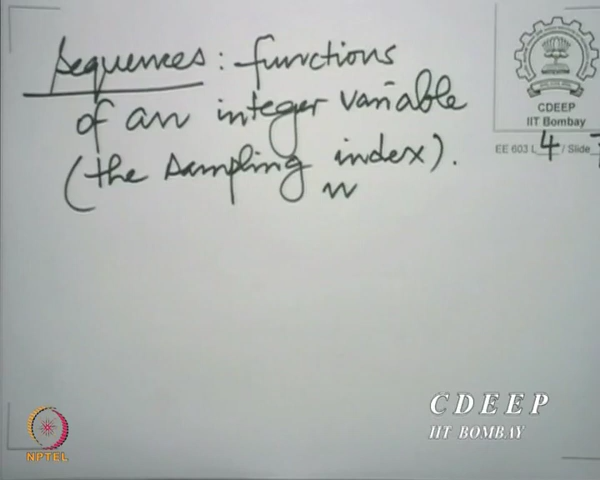 sequences : functions
of an integer variable
(the sampling index).
n
CDEEP
IIT Bombay
EE 603 L 4 / Slide
CDEEP
IIT BOMBAY
NPTEL